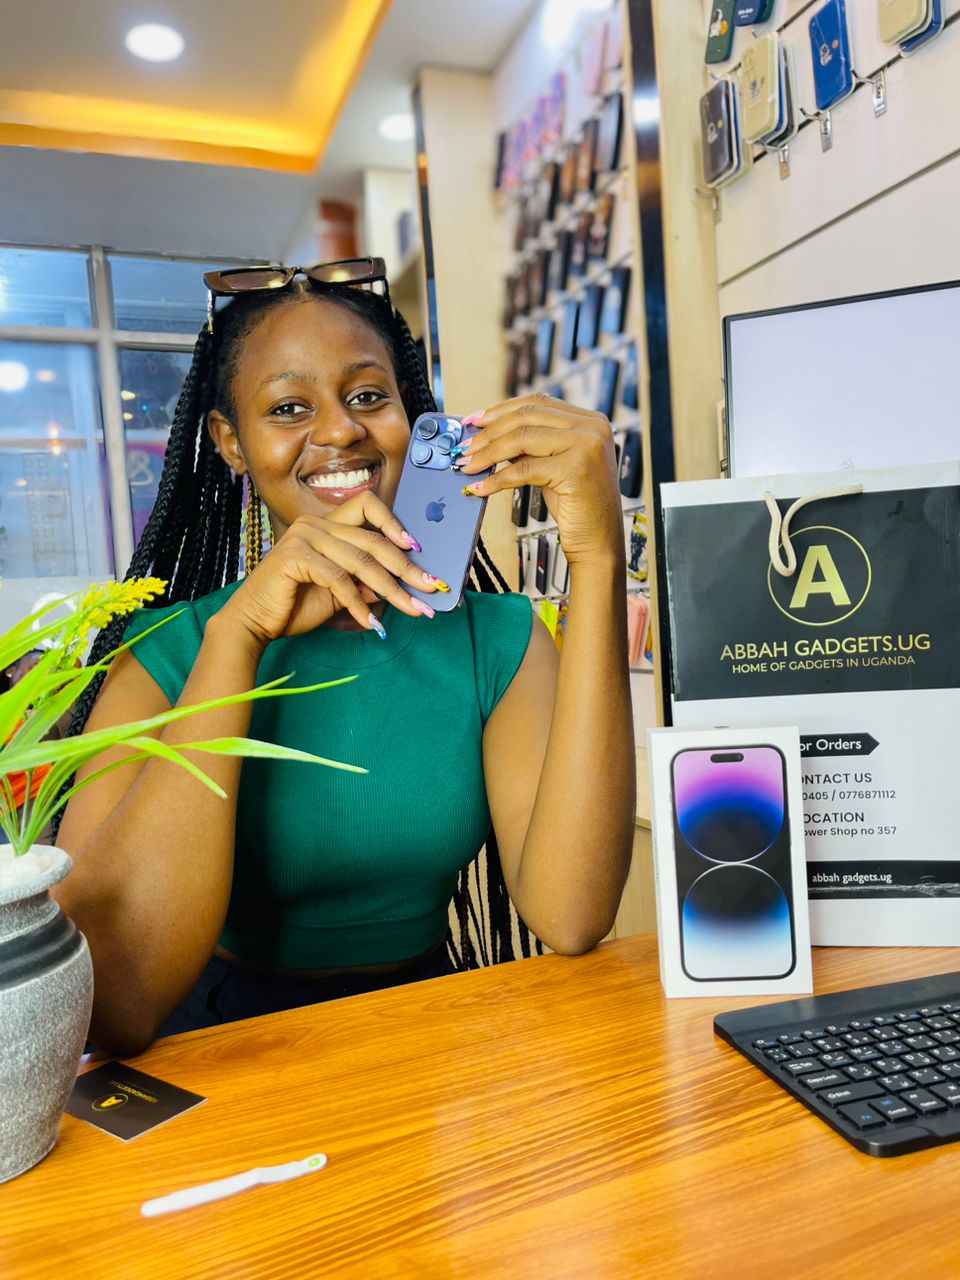 A
ABBAH GADGETS.UG
HOME OF GADGETS IN UGANDA
or Orders
ONTACT US
0405 / 0776871112
OCATION
ower Shop no 357
abbah gadgets.ug
A